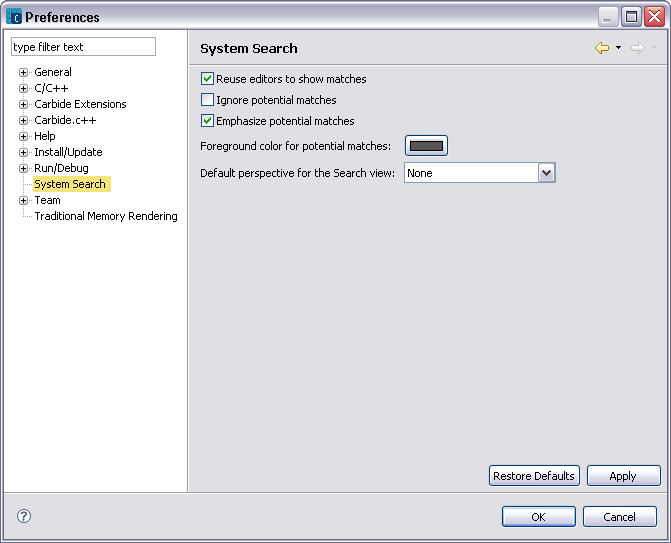 Preferences
type filter text
General
C/C++
Carbide Extensions
Carbide.c++
Help
Install/Update
Run/Debug
System Search
Team
Traditional Memory Rendering
System Search
Reuse editors to show matches
Ignore potential matches
Emphasize potential matches
Foreground color for potential matches:
Default perspective for the Search view: None
Restore Defaults Apply
? OK Cancel